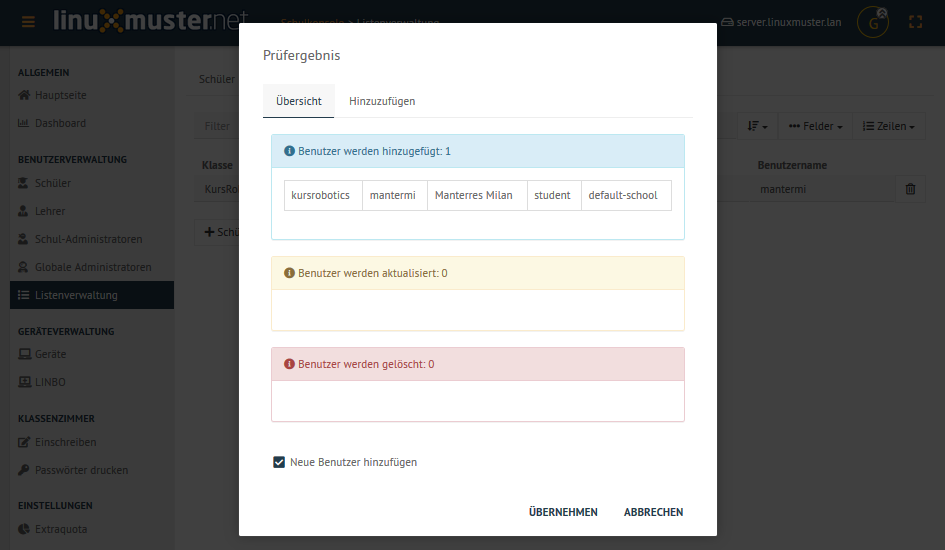 linuxmuster.net
Schulkonsole > Listenverwaltung
server.linuxmuster.lan
G
ALLGEMEIN
Hauptseite
Dashboard
BENUTZERVERWALTUNG
Schüler
Lehrer
Schul-Administratoren
Globale Administratoren
Listenverwaltung
GERÄTEVERWALTUNG
Geräte
LINBO
KLASSENZIMMER
Einschreiben
Passwörter drucken
EINSTELLUNGEN
Extraquota
Schüler
Filter
Felder
Zeilen
Klasse
Benutzername
mantermi
Prüfergebnis
Übersicht
Hinzuzufügen
Benutzer werden hinzugefügt: 1
kursrobotics mantermi Manterres Milan student default-school
Benutzer werden aktualisiert: 0
Benutzer werden gelöscht: 0
Neue Benutzer hinzufügen
ÜBERNEHMEN ABBRECHEN